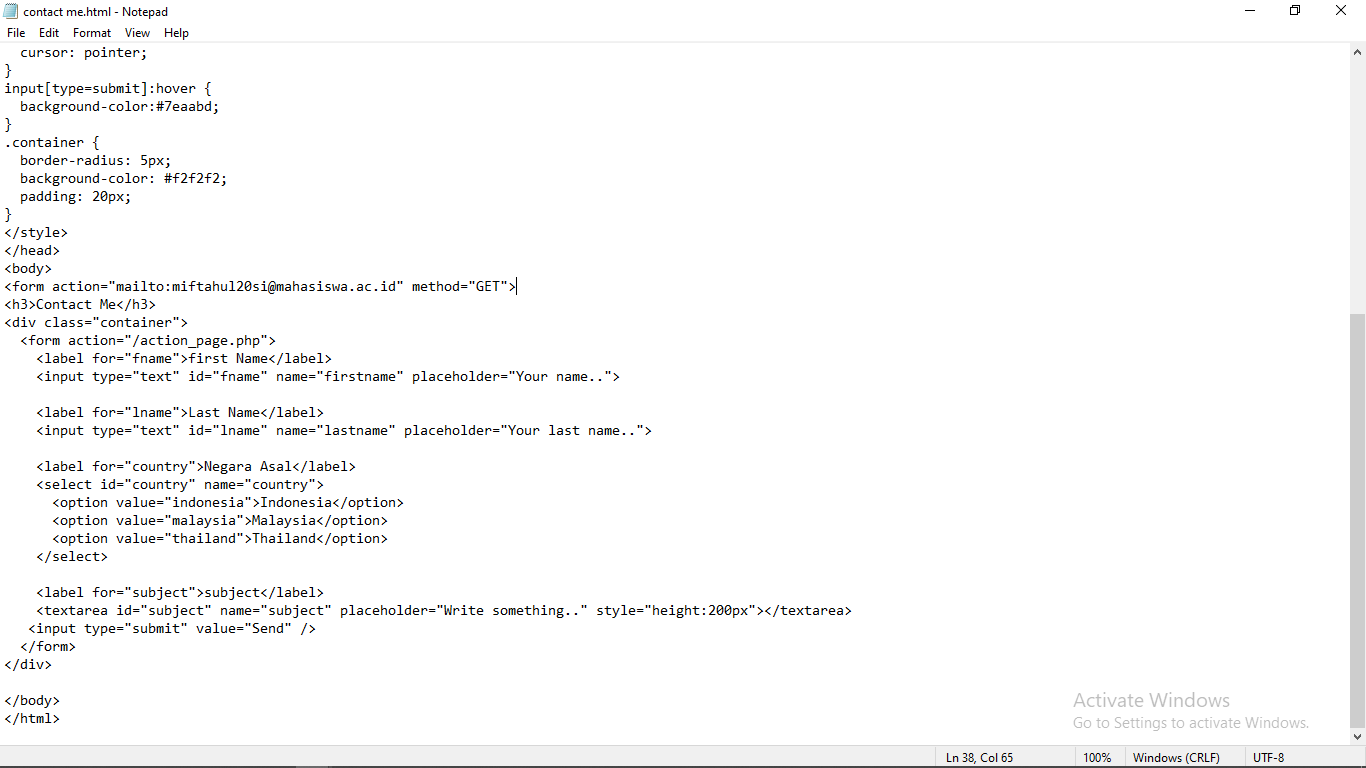 contact me.html - Notepad
File Edit Format View Help
cursor: pointer;
}
input[type=submit]:hover {
background-color:#7eaabd;
}
.container {
border-radius: 5px;
background-color: #f2f2f2;
padding: 20px;
}
</style>
</head>
<body>
<form action="mailto:miftahul20si@mahasiswa.ac.id" method="GET">
<h3>Contact Me</h3>
<div class="container">
<form action="/action_page.php">
<label for="fname">first Name</label>
<input type="text" id="fname" name="firstname" placeholder="Your name..">
<label for="lname">Last Name</label>
<input type="text" id="lname" name="lastname" placeholder="Your last name..">
<label for="country">Negara Asal</label>
<select id="country" name="country">
<option value="indonesia">Indonesia</option>
<option value="malaysia">Malaysia</option>
<option value="thailand">Thailand</option>
</select>
<label for="subject">subject</label>
<textarea id="subject" name="subject" placeholder="Write something.." style="height:200px"></textarea>
<input type="submit" value="Send" />
</form>
</div>
</body>
</html>
Activate Windows
Go to Settings to activate Windows.
Ln 38, Col 65 100% Windows (CRLF) UTF-8